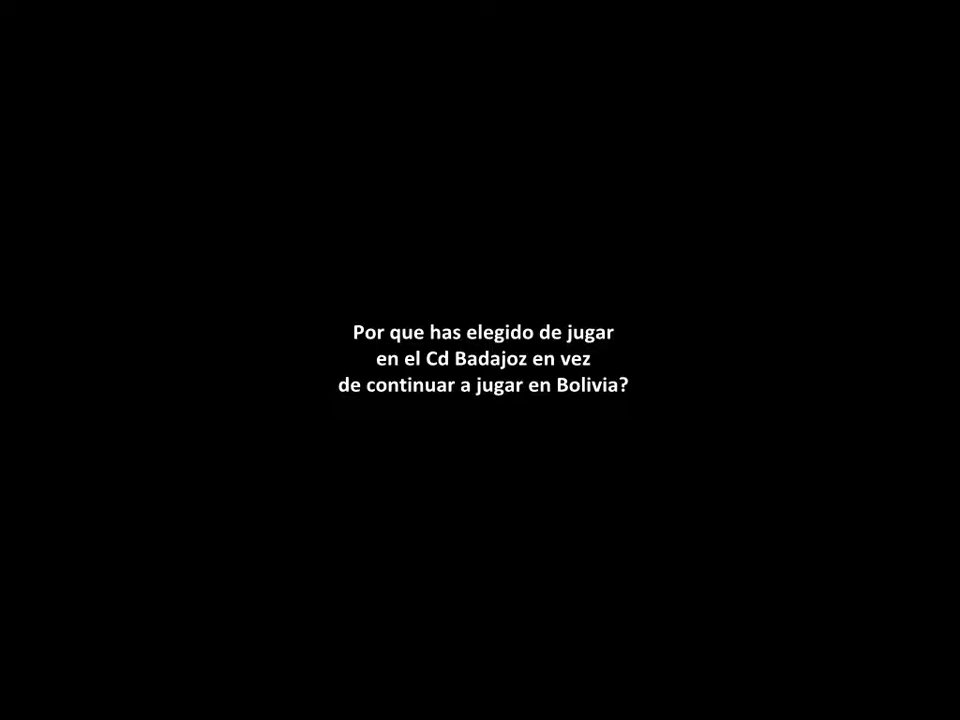 Por que has elegido de jugar
en el Cd Badajoz en vez
de continuar a jugar en Bolivia?